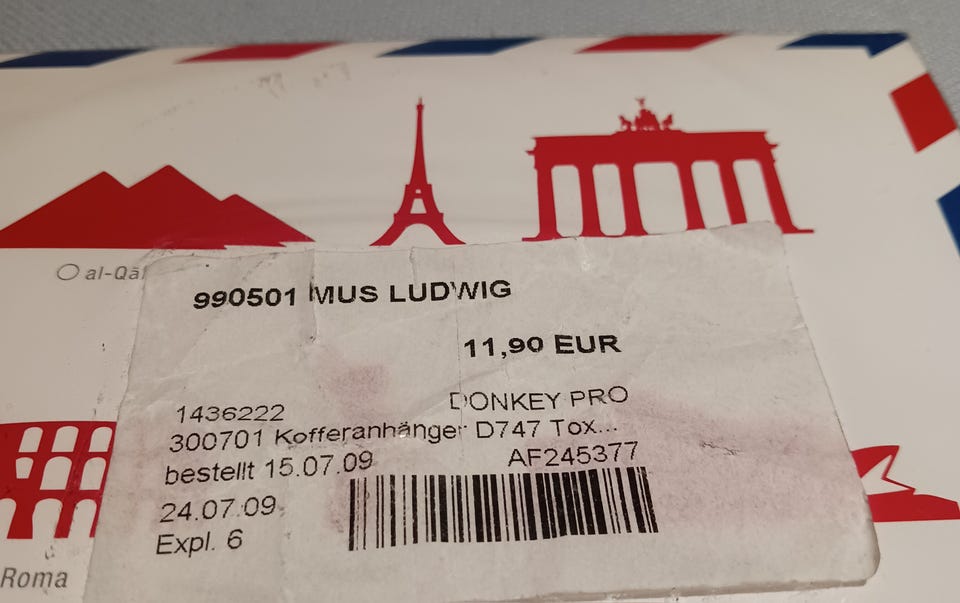 al-Qā
990501 MUS LUDWIG
11,90 EUR
1436222 DONKEY PRO
300701 Kofferanhänger D747 Tox...
bestellt 15.07.09 AF245377
24.07.09
Expl. 6
Roma